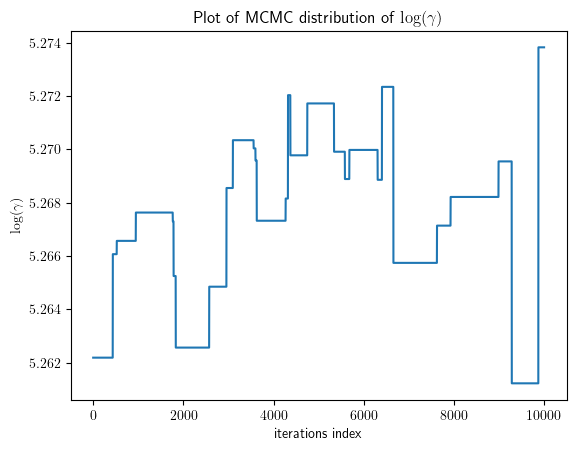 Plot of MCMC distribution of log(γ)
5.274
5.272
5.270
5.268
5.266
5.264
5.262
log(γ)
0 2000 4000 6000 8000 10000
iterations index